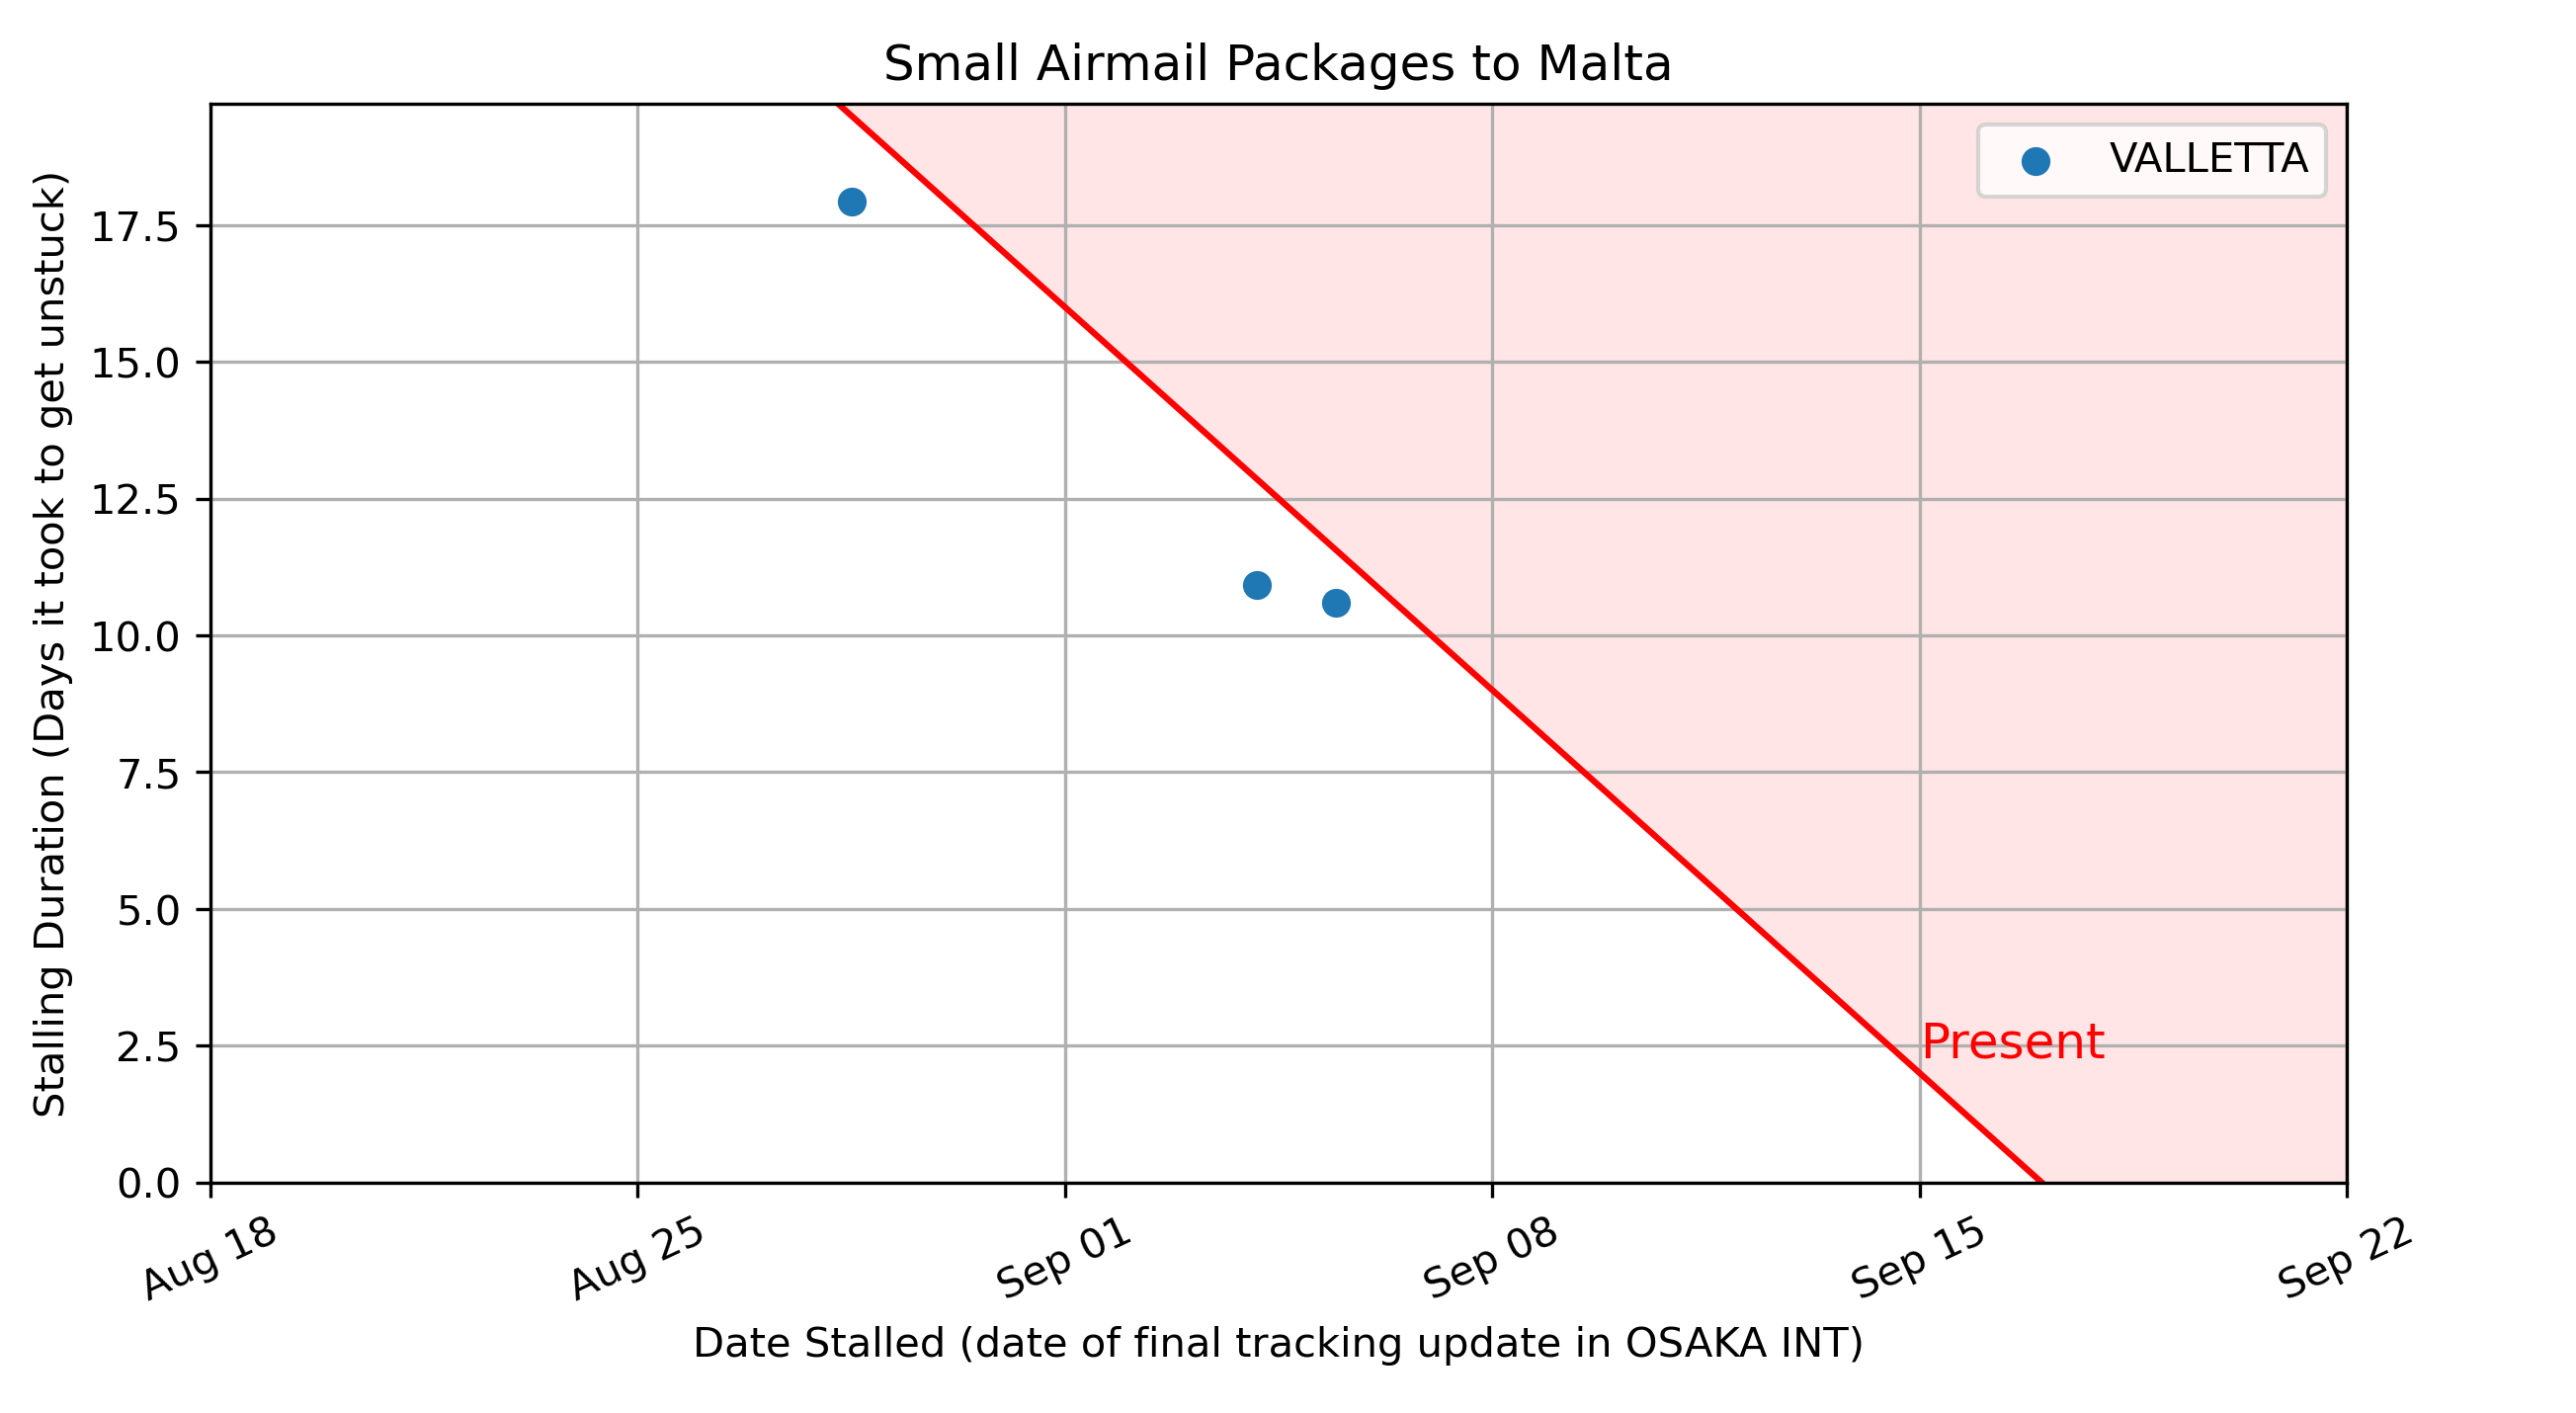 Small Airmail Packages to Malta
VALLETTA
Stalling Duration (Days it took to get unstuck)
17.5
15.0
12.5
10.0
7.5
5.0
2.5
0.0
Present
Aug 18
Aug 25
Sep 01
Sep 08
Sep 15
Sep 22
Date Stalled (date of final tracking update in OSAKA INT)